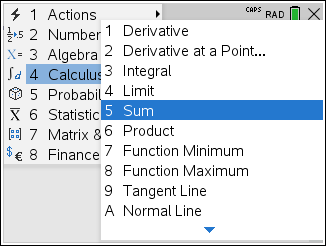 CAPS RAD
1 Actions
2 Number
3 Algebra
4 Calculus
5 Probabil
6 Statistic
7 Matrix &
8 Finance
1 Derivative
2 Derivative at a Point...
3 Integral
4 Limit
5 Sum
6 Product
7 Function Minimum
8 Function Maximum
9 Tangent Line
A Normal Line